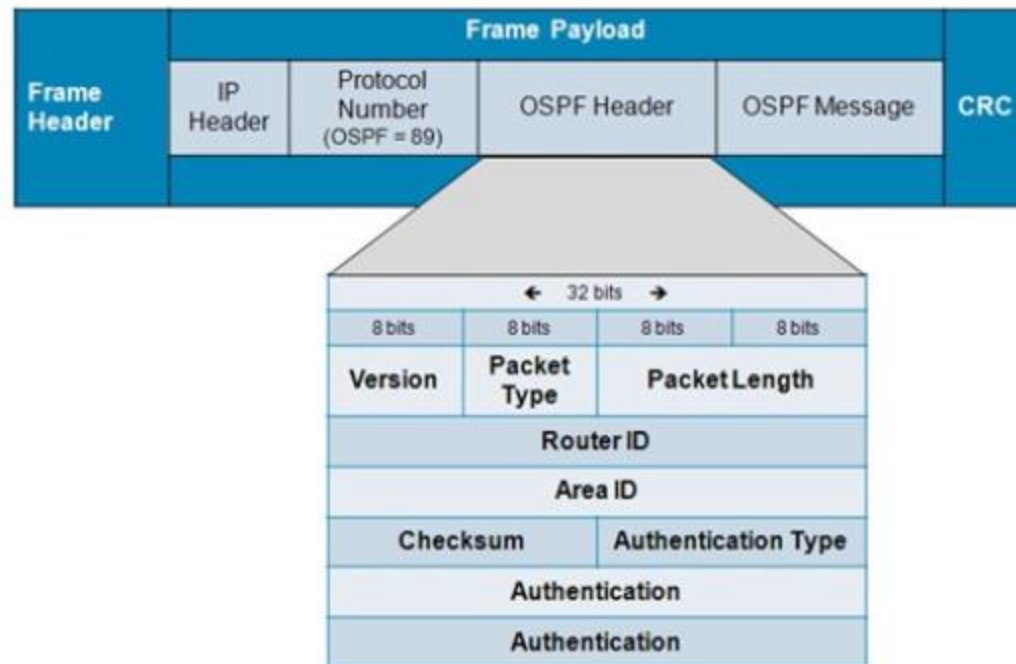 Frame Payload
Frame
Header
IP
Header
Protocol
Number
(OSPF = 89)
OSPF Header
OSPF Message
CRC
← 32 bits →
8 bits 8 bits 8 bits 8 bits
Version
Packet
Type
Packet Length
Router ID
Area ID
Checksum Authentication Type
Authentication
Authentication